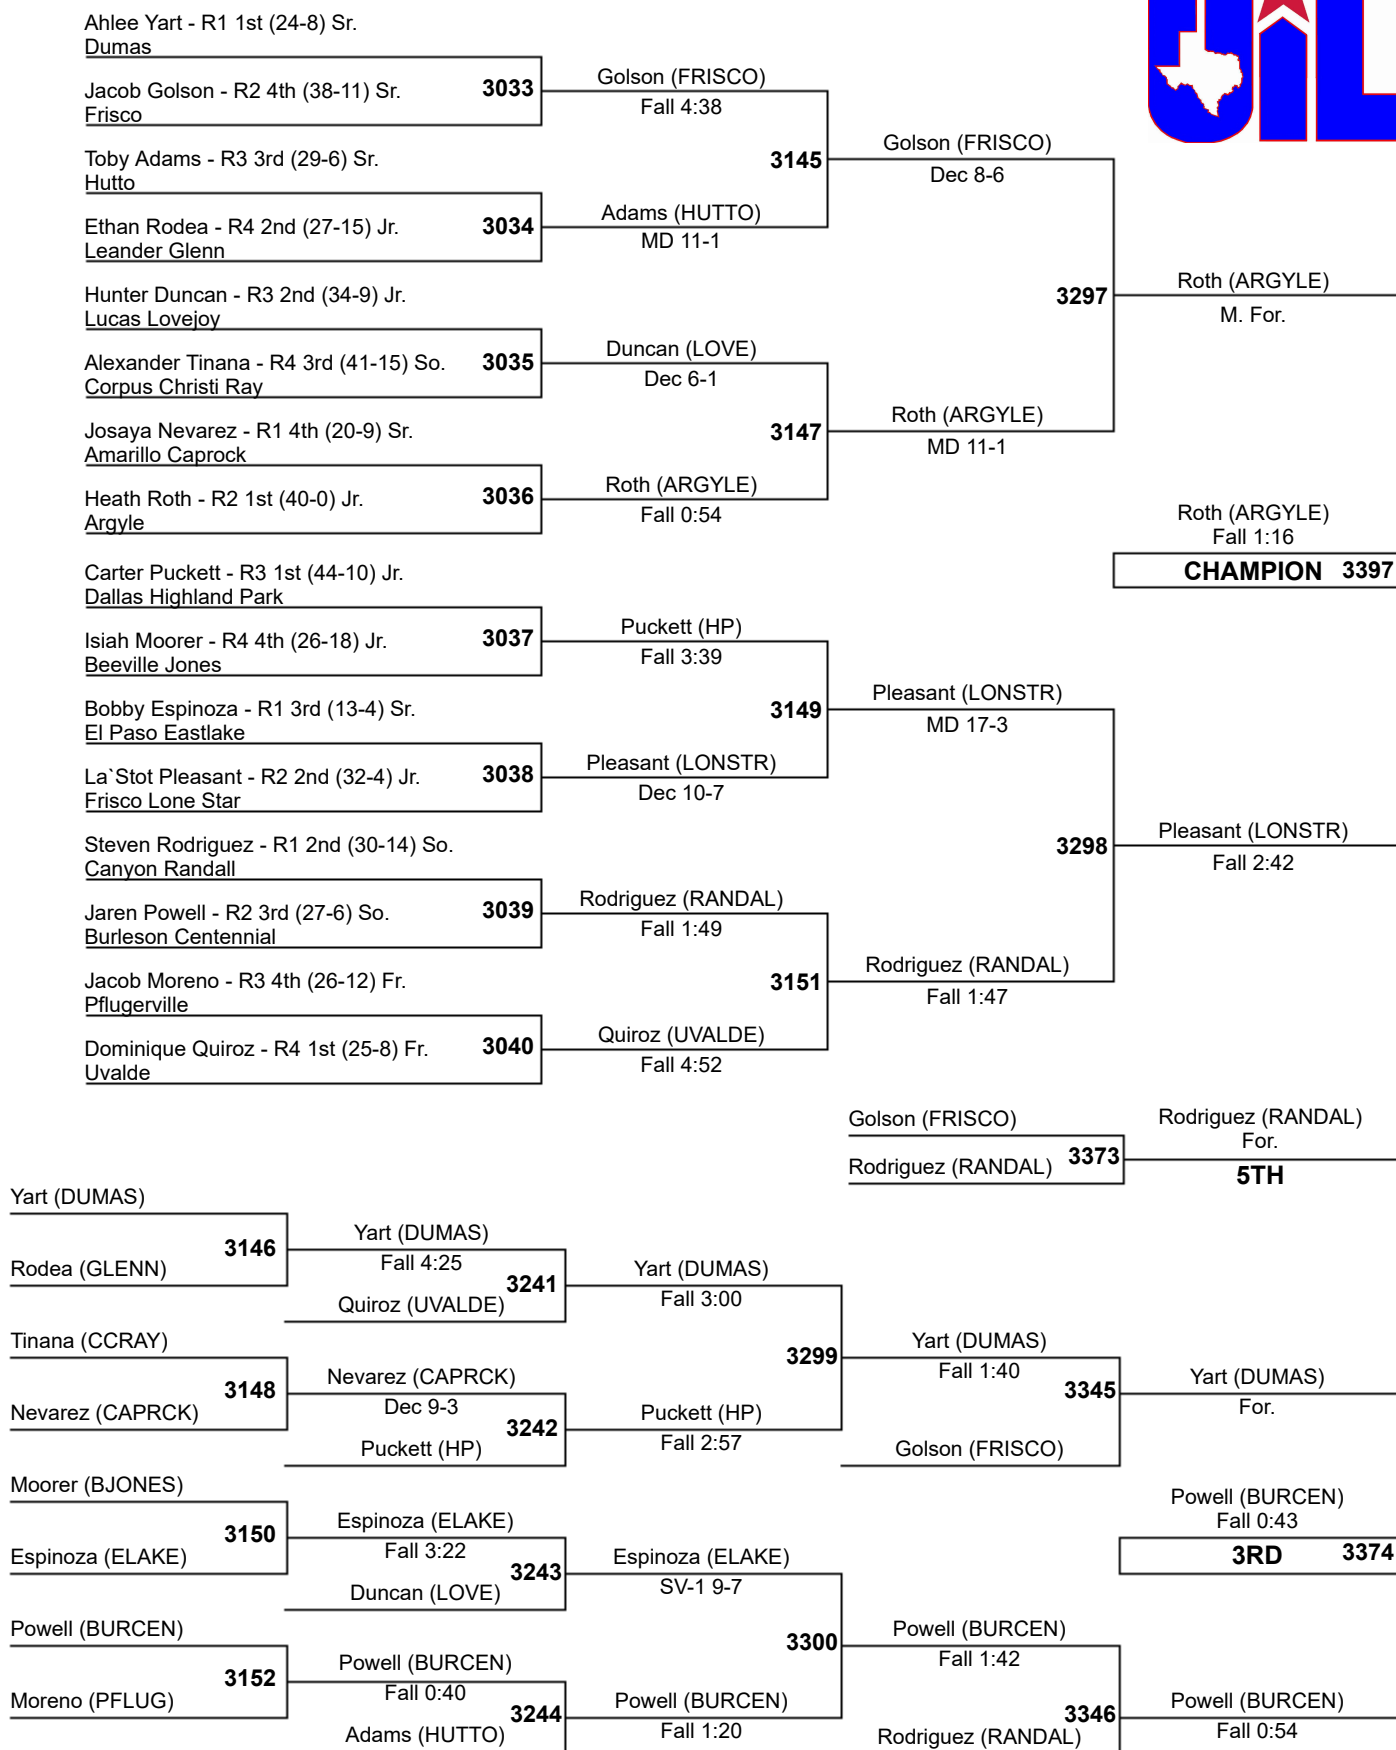 UIL
Ahlee Yart - R1 1st (24-8) Sr.
Dumas
Jacob Golson - R2 4th (38-11) Sr.
Frisco
3033
Golson (FRISCO)
Fall 4:38
Toby Adams - R3 3rd (29-6) Sr.
Hutto
Ethan Rodea - R4 2nd (27-15) Jr.
Leander Glenn
3034
Adams (HUTTO)
MD 11-1
3145
Golson (FRISCO)
Dec 8-6
Hunter Duncan - R3 2nd (34-9) Jr.
Lucas Lovejoy
Alexander Tinana - R4 3rd (41-15) So.
Corpus Christi Ray
3035
Duncan (LOVE)
Dec 6-1
Josaya Nevarez - R1 4th (20-9) Sr.
Amarillo Caprock
Heath Roth - R2 1st (40-0) Jr.
Argyle
3036
Roth (ARGYLE)
Fall 0:54
3147
Roth (ARGYLE)
MD 11-1
3297
Roth (ARGYLE)
M. For.
Roth (ARGYLE)
Fall 1:16
CHAMPION 3397
Carter Puckett - R3 1st (44-10) Jr.
Dallas Highland Park
Isiah Moorer - R4 4th (26-18) Jr.
Beeville Jones
3037
Puckett (HP)
Fall 3:39
Bobby Espinoza - R1 3rd (13-4) Sr.
El Paso Eastlake
La`Stot Pleasant - R2 2nd (32-4) Jr.
Frisco Lone Star
3038
Pleasant (LONSTR)
Dec 10-7
3149
Pleasant (LONSTR)
MD 17-3
Steven Rodriguez - R1 2nd (30-14) So.
Canyon Randall
Jaren Powell - R2 3rd (27-6) So.
Burleson Centennial
3039
Rodriguez (RANDAL)
Fall 1:49
Jacob Moreno - R3 4th (26-12) Fr.
Pflugerville
Dominique Quiroz - R4 1st (25-8) Fr.
Uvalde
3040
Quiroz (UVALDE)
Fall 4:52
3151
Rodriguez (RANDAL)
Fall 1:47
3298
Pleasant (LONSTR)
Fall 2:42
Golson (FRISCO)
Rodriguez (RANDAL)
3373
Rodriguez (RANDAL)
For.
5TH
Yart (DUMAS)
Rodea (GLENN)
3146
Yart (DUMAS)
Fall 4:25
Quiroz (UVALDE)
3241
Yart (DUMAS)
Fall 3:00
Tinana (CCRAY)
Nevarez (CAPRCK)
3148
Nevarez (CAPRCK)
Dec 9-3
Puckett (HP)
3242
Puckett (HP)
Fall 2:57
3299
Yart (DUMAS)
Fall 1:40
Golson (FRISCO)
3345
Yart (DUMAS)
For.
Moorer (BJONES)
Espinoza (ELAKE)
3150
Espinoza (ELAKE)
Fall 3:22
Duncan (LOVE)
3243
Espinoza (ELAKE)
SV-1 9-7
Powell (BURCEN)
Fall 0:43
3RD 3374
Powell (BURCEN)
Moreno (PFLUG)
3152
Powell (BURCEN)
Fall 0:40
Adams (HUTTO)
3244
Powell (BURCEN)
Fall 1:20
3300
Powell (BURCEN)
Fall 1:42
Rodriguez (RANDAL)
3346
Powell (BURCEN)
Fall 0:54